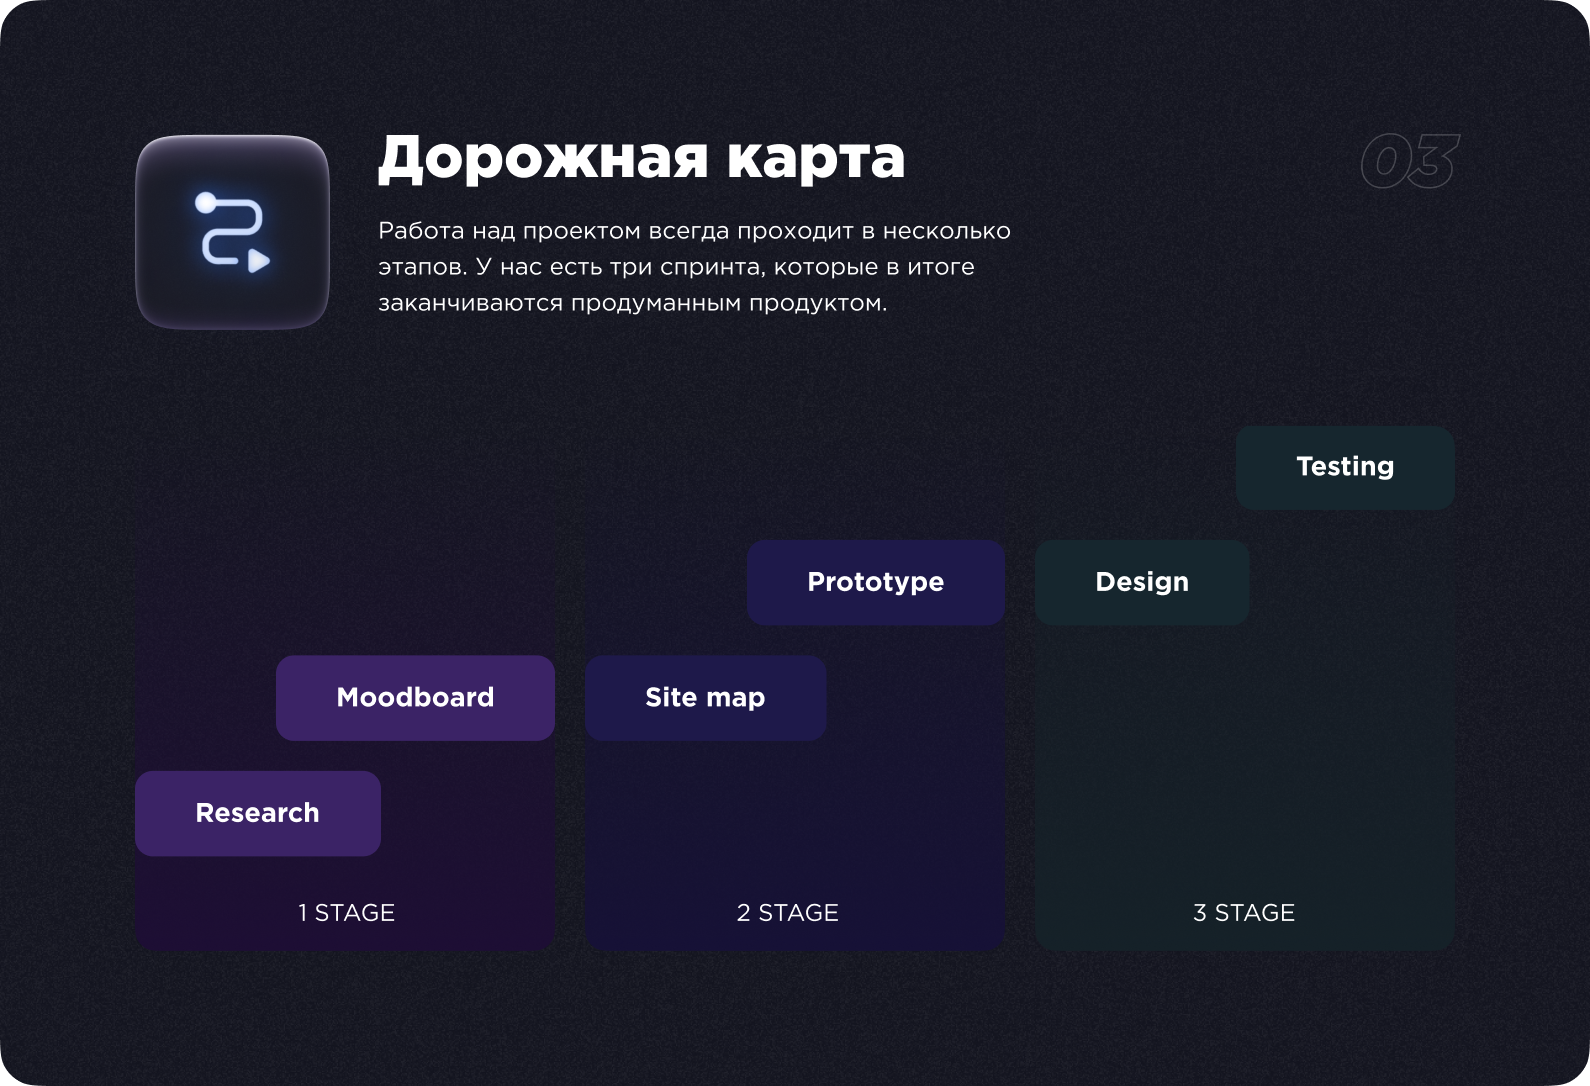 Дорожная карта
03
Работа над проектом всегда проходит в несколько
этапов. У нас есть три спринта, которые в итоге
заканчиваются продуманным продуктом.
Testing
Prototype
Design
Moodboard
Site map
Research
1 STAGE
2 STAGE
3 STAGE